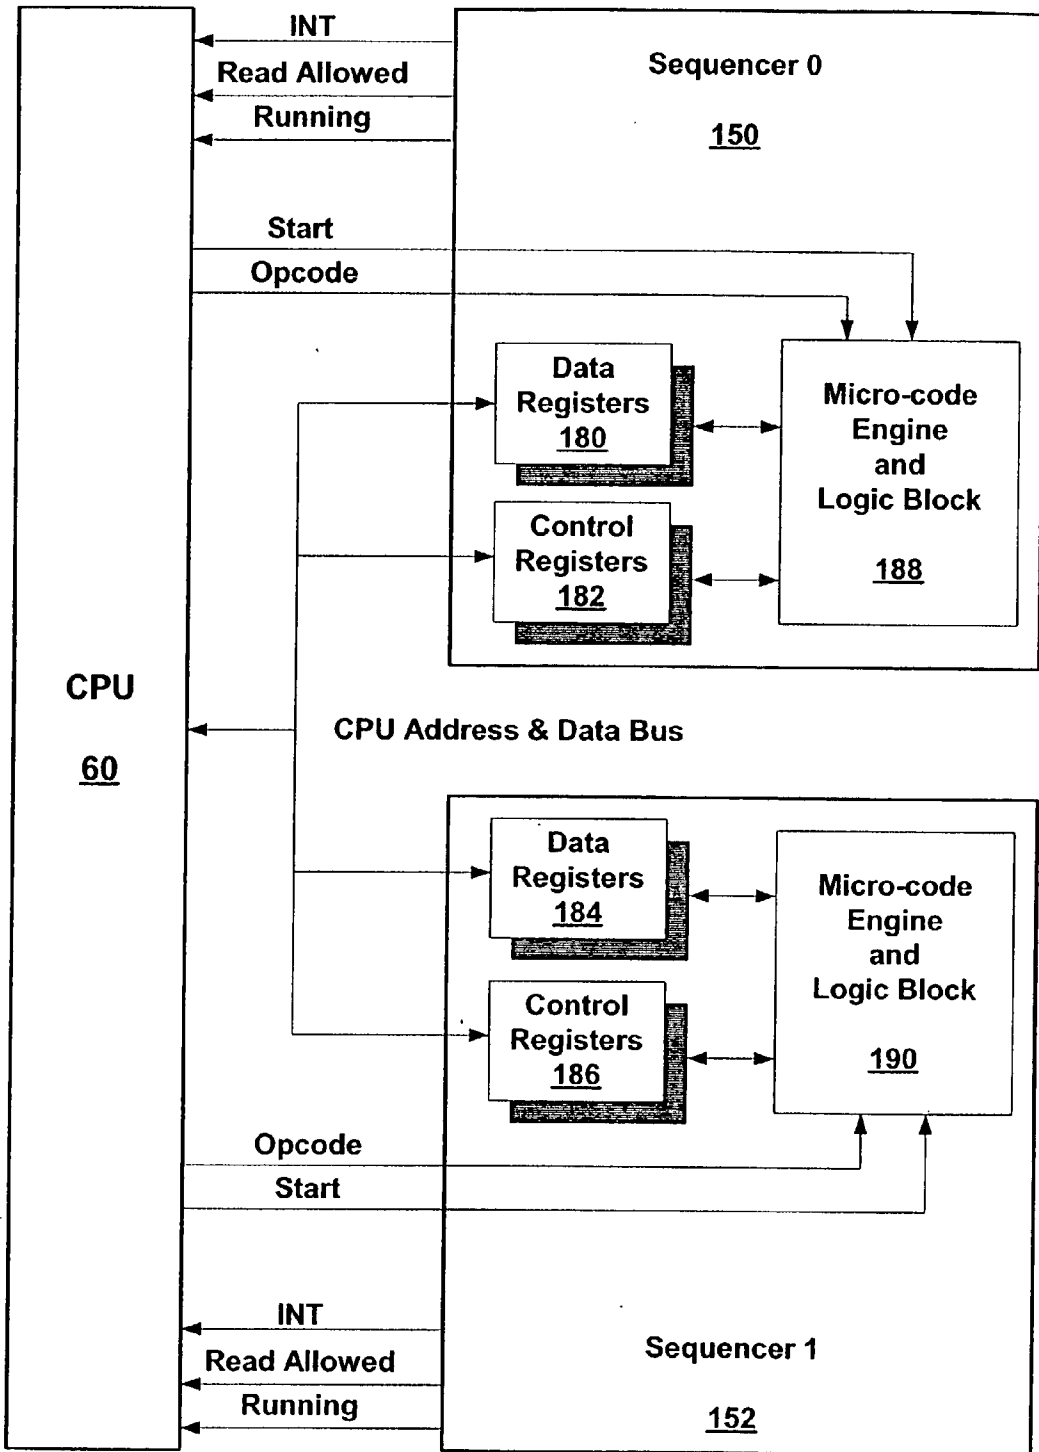 INT
Read Allowed
Running
Sequencer 0
150
Start
Opcode
Data
Registers
180
Control
Registers
182
Micro-code
Engine
and
Logic Block
188
CPU
60
CPU Address & Data Bus
Data
Registers
184
Control
Registers
186
Micro-code
Engine
and
Logic Block
190
Opcode
Start
INT
Read Allowed
Running
Sequencer 1
152